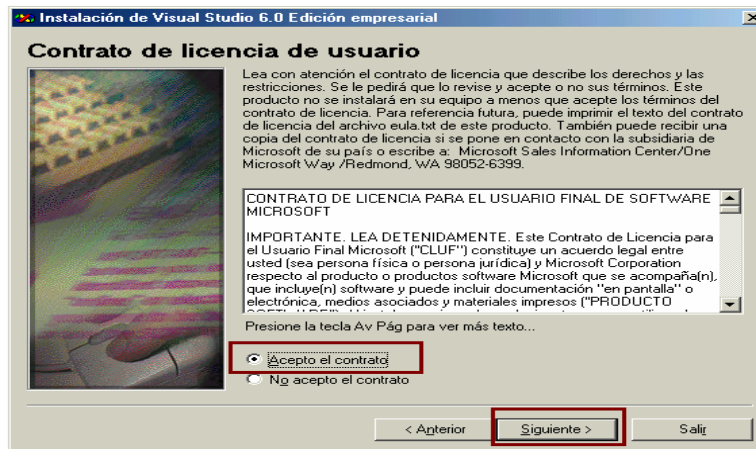 Instalación de Visual Studio 6.0 Edición empresarial
Contrato de licencia de usuario
Lea con atención el contrato de licencia que describe los derechos y las
restricciones. Se le pedirá que lo revise y acepte o no sus términos. Este
producto no se instalará en su equipo a menos que acepte los términos del
contrato de licencia. Para referencia futura, puede imprimir el texto del contrato
de licencia del archivo eula.txt de este producto. También puede recibir una
copia del contrato de licencia si se pone en contacto con la subsidiaria de
Microsoft de su país o escribe a: Microsoft Sales Information Center/One
Microsoft Way /Redmond, WA 98052-6399.
CONTRATO DE LICENCIA PARA EL USUARIO FINAL DE SOFTWARE
MICROSOFT
IMPORTANTE. LEA DETENIDAMENTE. Este Contrato de Licencia para
el Usuario Final Microsoft ("CLUF") constituye un acuerdo legal entre
usted (sea persona física o persona jurídica) y Microsoft Corporation
respecto al producto o productos software Microsoft que se acompaña(n),
que incluye(n) software y puede incluir documentación "en pantalla" o
electrónica, medios asociados y materiales impresos ("PRODUCTO
Presione la tecla Av Pág para ver más texto...
Acepto el contrato
No acepto el contrato
< Anterior
Siguiente >
Salir